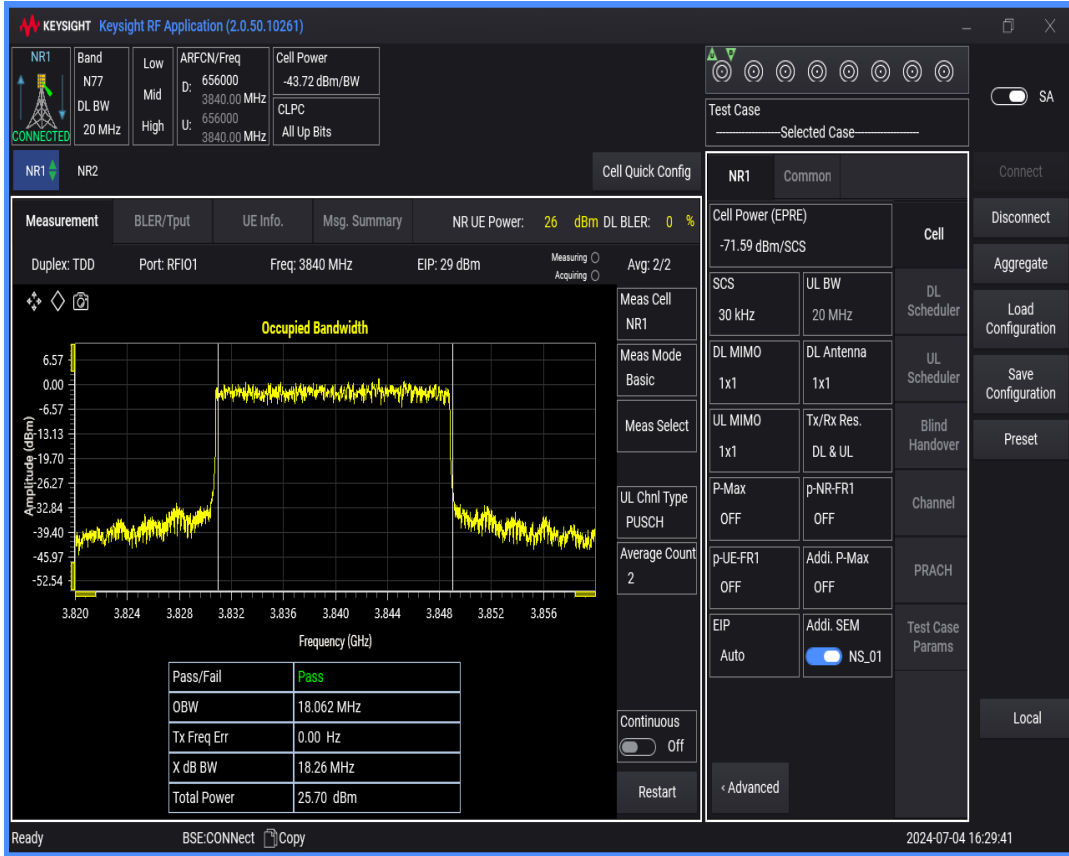 KEYSIGHT Keysight RF Application (2.0.50.10261)
NR1
CONNECTED
Band
N77
DL BW
20 MHz
Low
Mid
High
ARFCN/Freq
D: 656000
3840.00 MHz
U: 656000
3840.00 MHz
Cell Power
-43.72 dBm/BW
CLPC
All Up Bits
Test Case
--------------------Selected Case-----------------
SA
NR1 NR2 Cell Quick Config
Measurement BLER/Tput UE Info. Msg. Summary NR UE Power: 26 dBm DL BLER: 0 %
Duplex: TDD Port: RFIO1 Freq: 3840 MHz EIP: 29 dBm Measuring Acquiring Avg: 2/2
Occupied Bandwidth
Amplitude (dBm)
6.57
0.00
-6.57
-13.13
-19.70
-26.27
-32.84
-39.40
-45.97
-52.54
3.820 3.824 3.828 3.832 3.836 3.840 3.844 3.848 3.852 3.856
Frequency (GHz)
Pass/Fail Pass
OBW 18.062 MHz
Tx Freq Err 0.00 Hz
X dB BW 18.26 MHz
Total Power 25.70 dBm
Meas Cell
NR1
Meas Mode
Basic
Meas Select
UL Chnl Type
PUSCH
Average Count
2
Continuous
Off
Restart
NR1 Common
Cell Power (EPRE)
-71.59 dBm/SCS
SCS
30 kHz
UL BW
20 MHz
DL MIMO
1x1
DL Antenna
1x1
UL MIMO
1x1
Tx/Rx Res.
DL & UL
P-Max
OFF
p-NR-FR1
OFF
p-UE-FR1
OFF
Addi. P-Max
OFF
EIP
Auto
Addi. SEM
NS_01
‹ Advanced
Cell
DL
Scheduler
UL
Scheduler
Blind
Handover
Channel
PRACH
Test Case
Params
Connect
Disconnect
Aggregate
Load
Configuration
Save
Configuration
Preset
Local
Ready BSE:CONNect Copy 2024-07-04 16:29:41